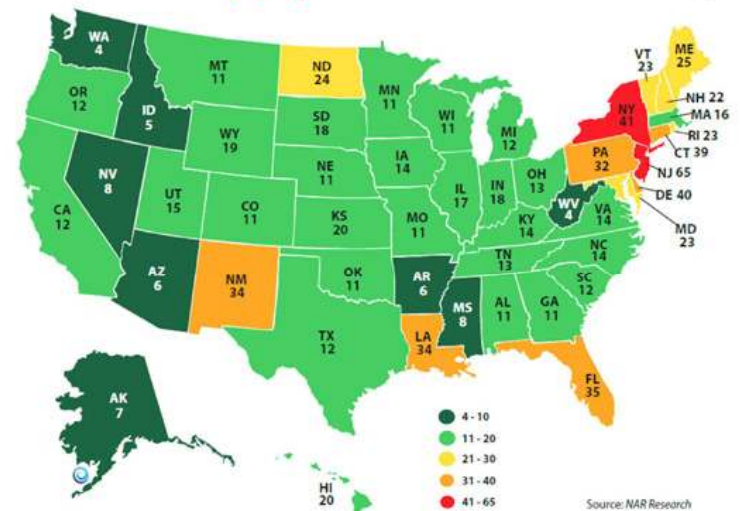 WA
4
MT
11
ND
24
VT
23
ME
25
OR
12
ID
5
MN
11
WI
11
MI
12
NY
41
NH 22
MA 16
RI 23
CT 39
NJ 65
DE 40
MD
23
SD
18
WY
19
NV
8
UT
15
CO
11
NE
11
IA
14
IL
17
IN
18
OH
13
PA
32
CA
12
KS
20
MO
11
KY
14
WV
4
VA
14
AZ
6
NM
34
OK
11
AR
6
TN
13
NC
14
SC
12
TX
12
LA
34
MS
8
AL
11
GA
11
FL
35
AK
7
HI
20
4 - 10
11 - 20
21 - 30
31 - 40
41 - 65
Source: NAR Research